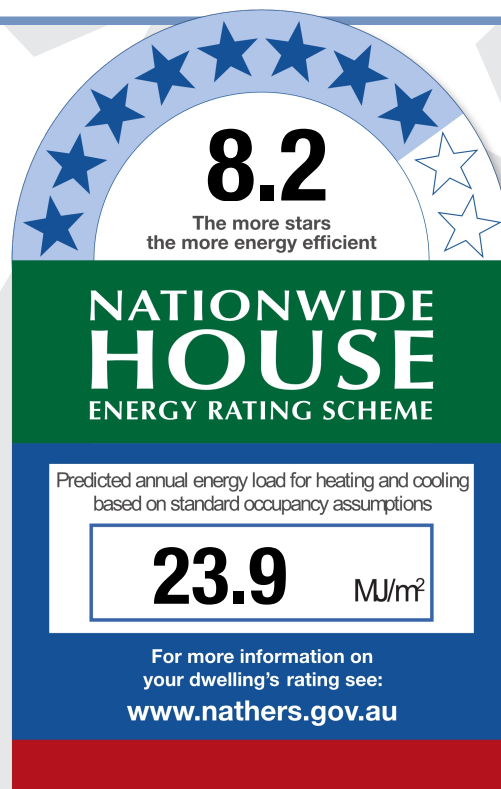 8.2
The more stars
the more energy efficient
NATIONWIDE
HOUSE
ENERGY RATING SCHEME
Predicted annual energy load for heating and cooling
based on standard occupancy assumptions
23.9 MJ/m²
For more information on
your dwelling's rating see:
www.nathers.gov.au